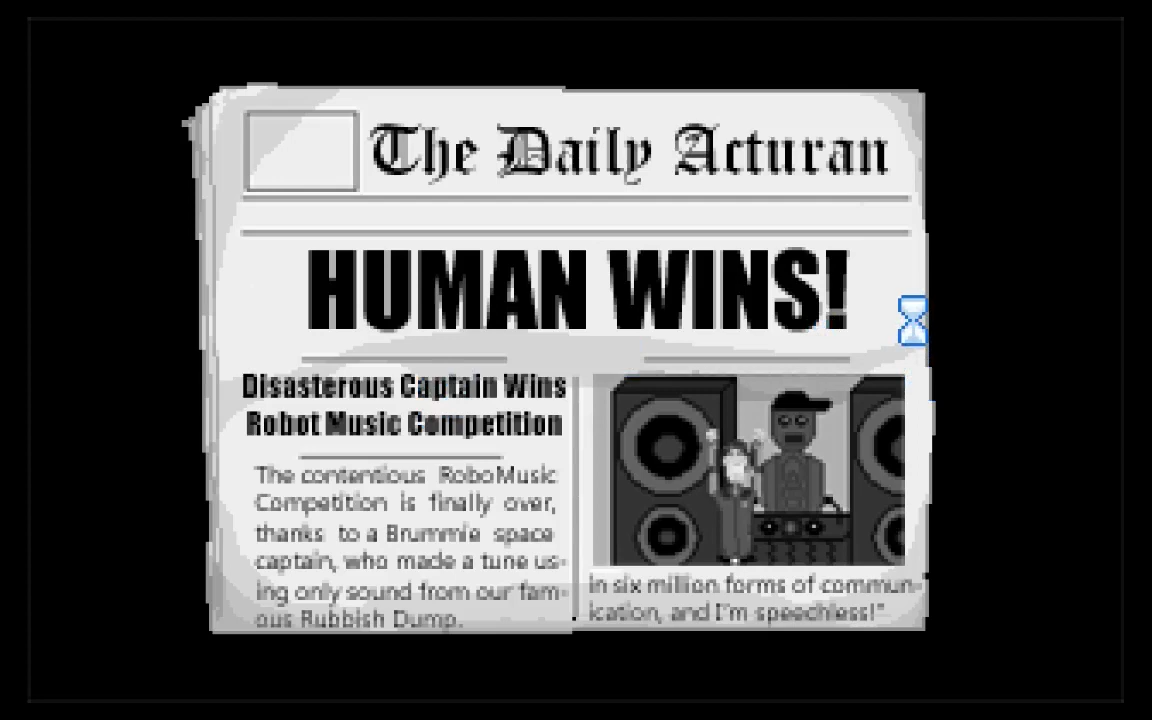 The Daily Acturan
HUMAN WINS!
Disasterous Captain Wins
Robot Music Competition
The contentious RoboMusic
Competition is finally over,
thanks to a Brummie space
captain, who made a tune us-
ing only sound from our fam-
ous Rubbish Dump.
in six million forms of commun-
ication, and I'm speechless!"